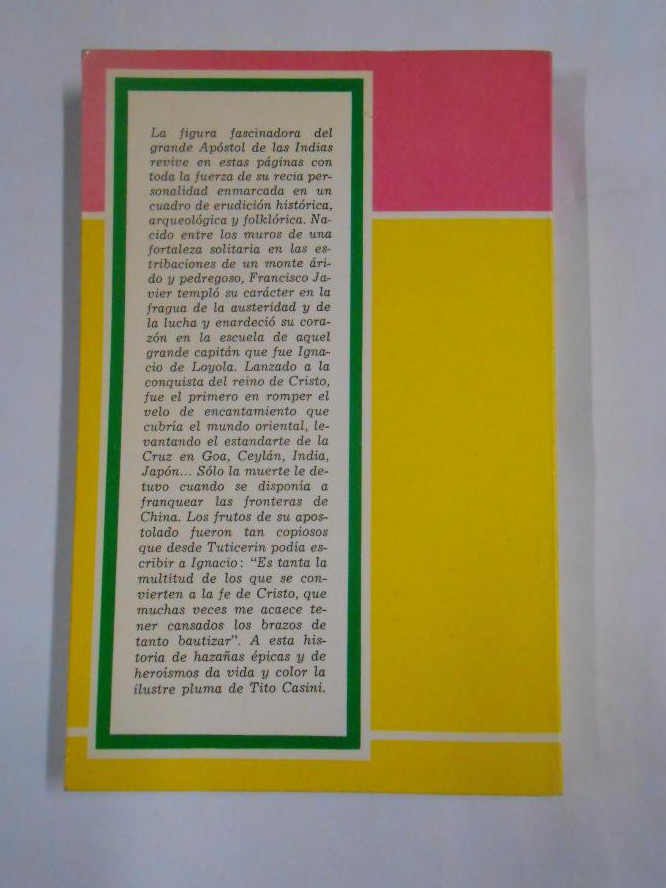 La figura fascinadora del
grande Apóstol de las Indias
revive en estas páginas con
toda la fuerza de su recia per-
sonalidad enmarcada en un
cuadro de erudición histórica,
arqueológica y folklórica. Na-
cido entre los muros de una
fortaleza solitaria en las es-
tribaciones de un monte ári-
do y pedregoso, Francisco Ja-
vier templó su carácter en la
fragua de la austeridad y de
la lucha y enardeció su cora-
zón en la escuela de aquel
grande capitán que fue Igna-
cio de Loyola. Lanzado a la
conquista del reino de Cristo,
fue el primero en romper el
velo de encantamiento que
cubría el mundo oriental, le-
vantando el estandarte de la
Cruz en Goa, Ceylán, India,
Japón... Sólo la muerte le de-
tuvo cuando se disponía a
franquear las fronteras de
China. Los frutos de su apos-
tolado fueron tan copiosos
que desde Tuticerin podía es-
cribir a Ignacio: "Es tanta la
multitud de los que se con-
vierten a la fe de Cristo, que
muchas veces me acaece te-
ner cansados los brazos de
tanto bautizar". A esta his-
toria de hazañas épicas y de
heroísmos da vida y color la
ilustre pluma de Tito Casini.